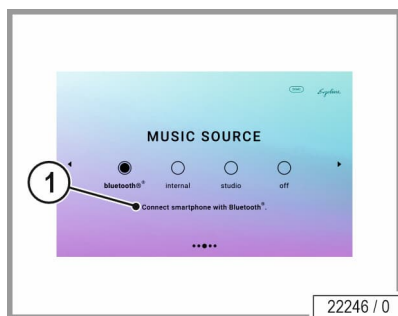 MUSIC SOURCE
bluetooth®* internal studio off
1
Connect smartphone with Bluetooth®.
22246 / 0